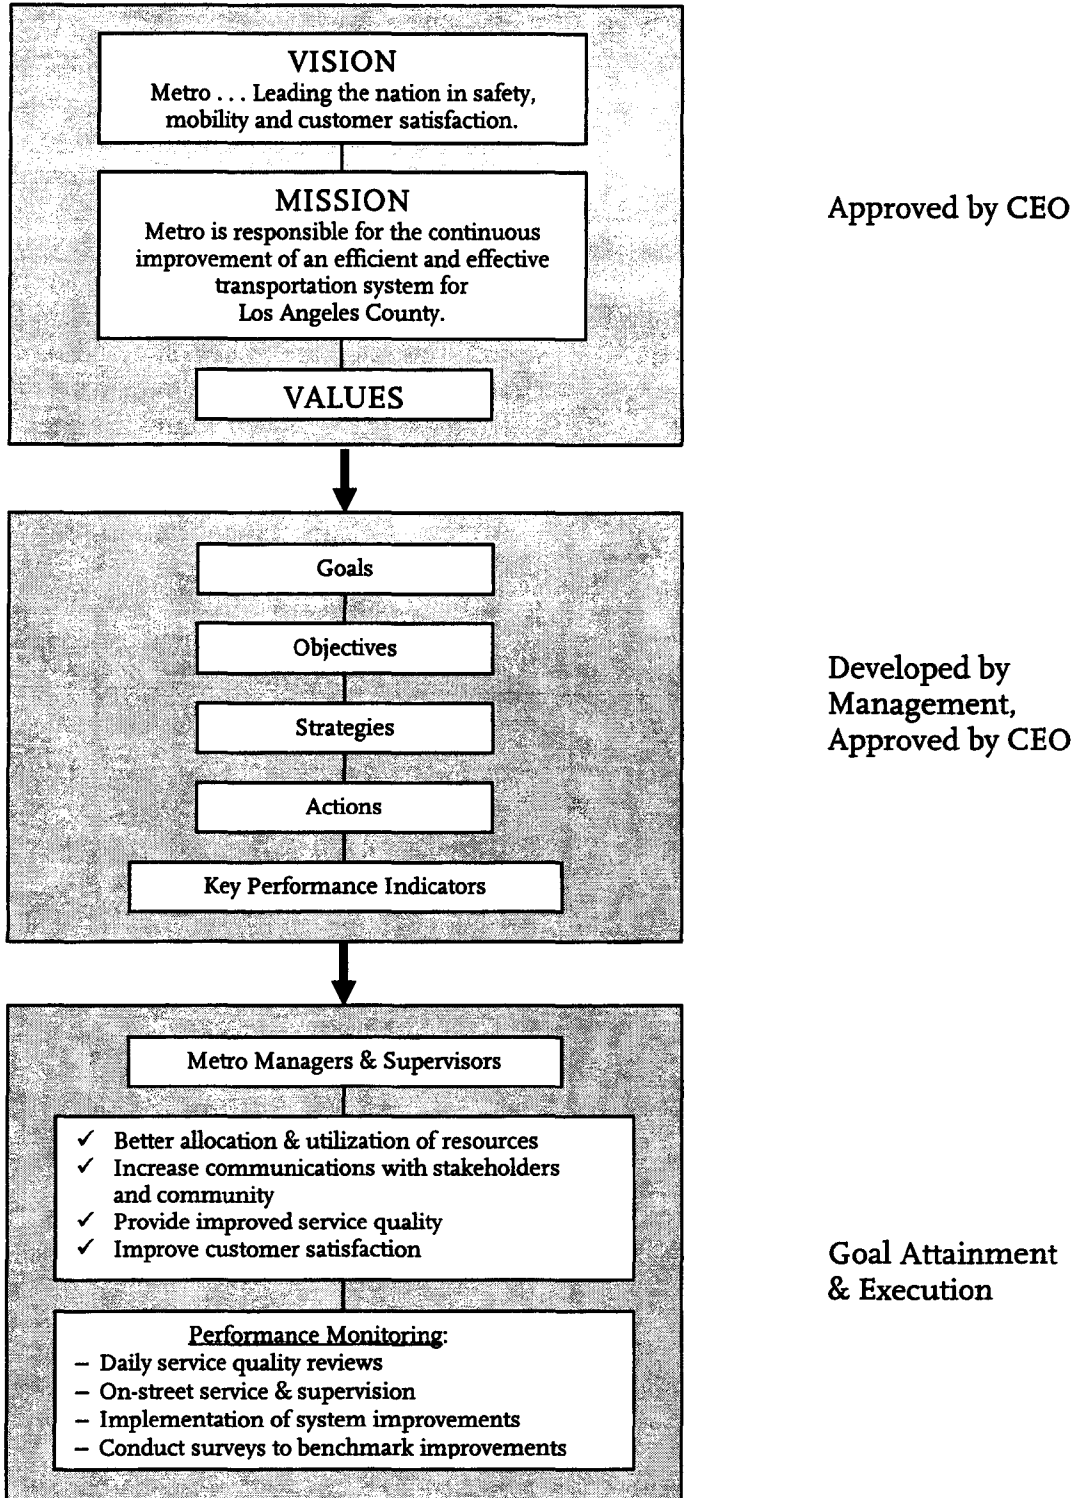 VISION
Metro . . . Leading the nation in safety,
mobility and customer satisfaction.
MISSION
Metro is responsible for the continuous
improvement of an efficient and effective
transportation system for
Los Angeles County.
VALUES
Approved by CEO
Goals
Objectives
Strategies
Actions
Key Performance Indicators
Developed by
Management,
Approved by CEO
Metro Managers & Supervisors
✓ Better allocation & utilization of resources
✓ Increase communications with stakeholders
and community
✓ Provide improved service quality
✓ Improve customer satisfaction
Performance Monitoring:
– Daily service quality reviews
– On-street service & supervision
– Implementation of system improvements
– Conduct surveys to benchmark improvements
Goal Attainment
& Execution